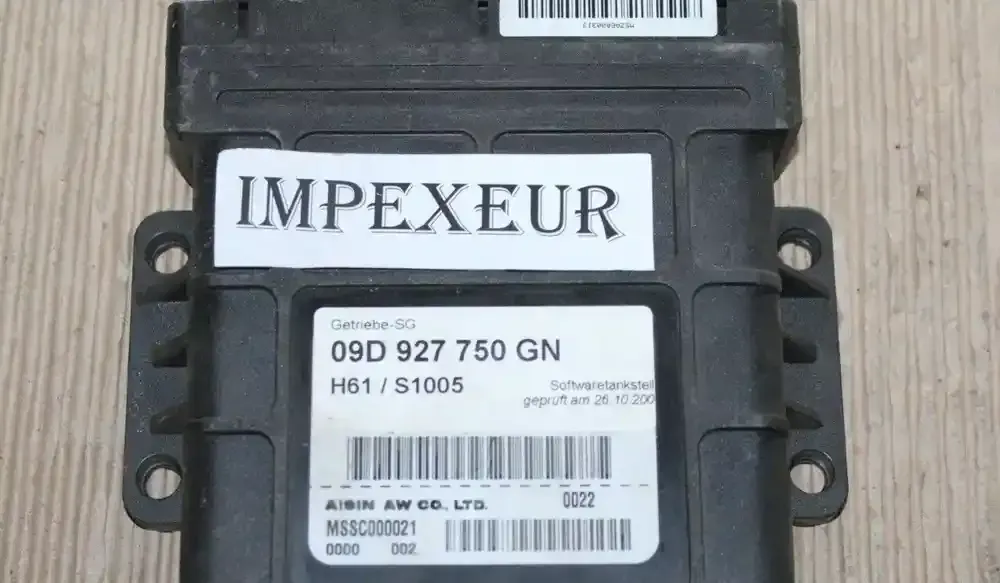 IMPEXEUR
Getriebe-SG
09D 927 750 GN
H61 / S1005
Softwaretankstell
geprüft am 26.10.200
AISIN AW CO., LTD. 0022
MSSC000021
0000 002